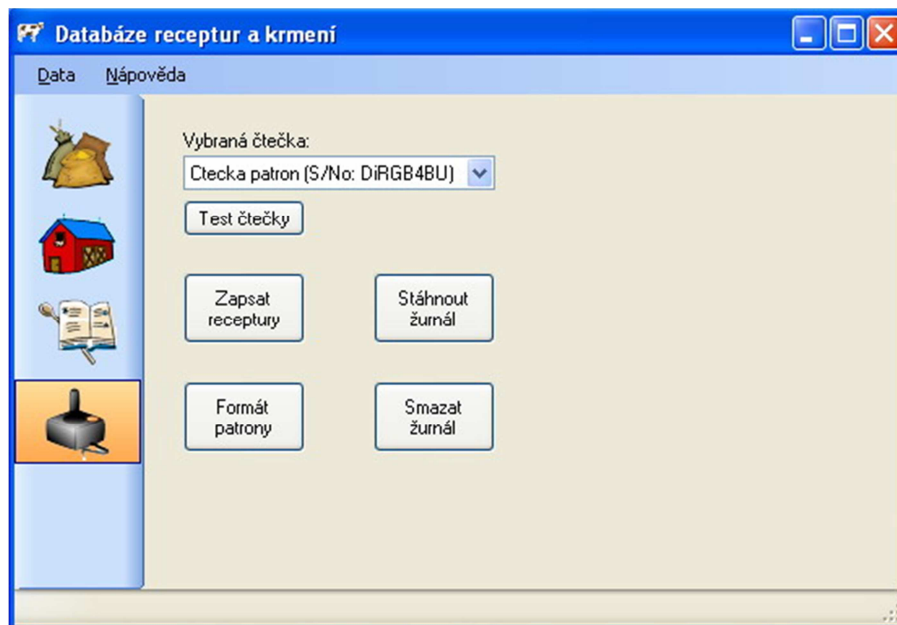 Databáze receptur a krmení
Data Nápověda
Vybraná čtečka:
Ctecka patron (S/No: DiRGB4BU)
Test čtečky
Zapsat
receptury
Stáhnout
žurnál
Formát
patrony
Smazat
žurnál